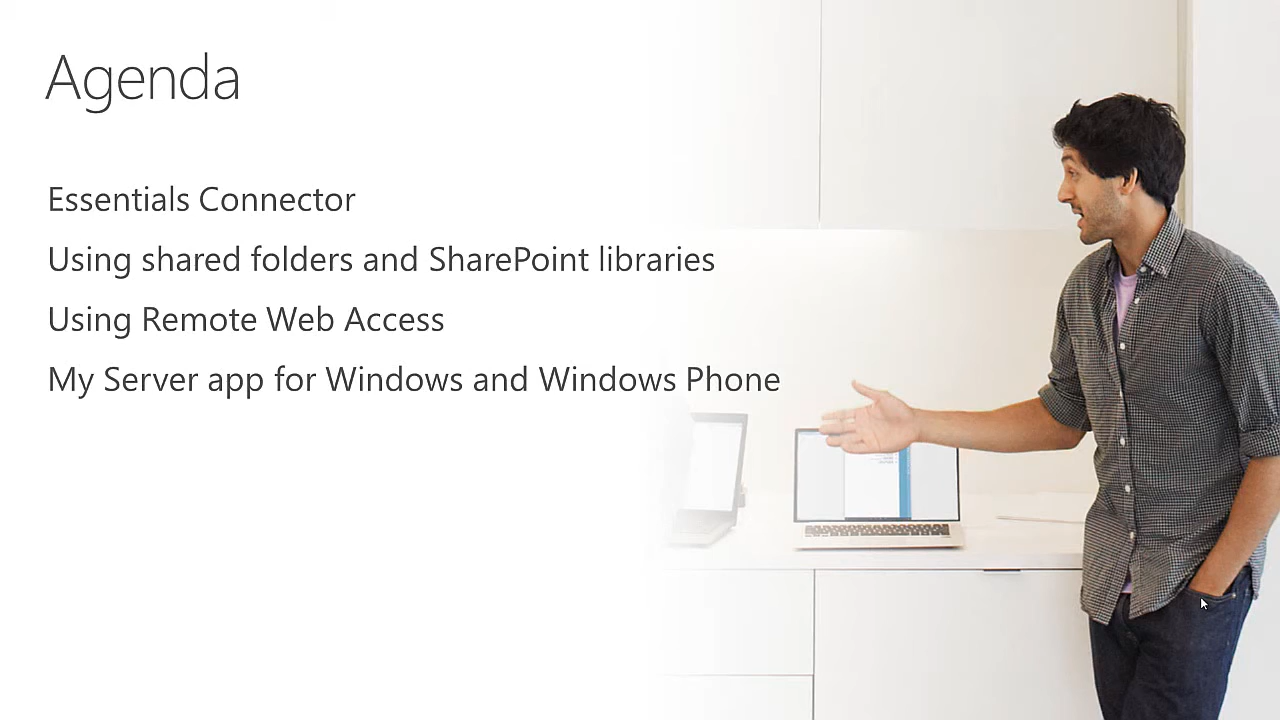 Agenda
Essentials Connector
Using shared folders and SharePoint libraries
Using Remote Web Access
My Server app for Windows and Windows Phone